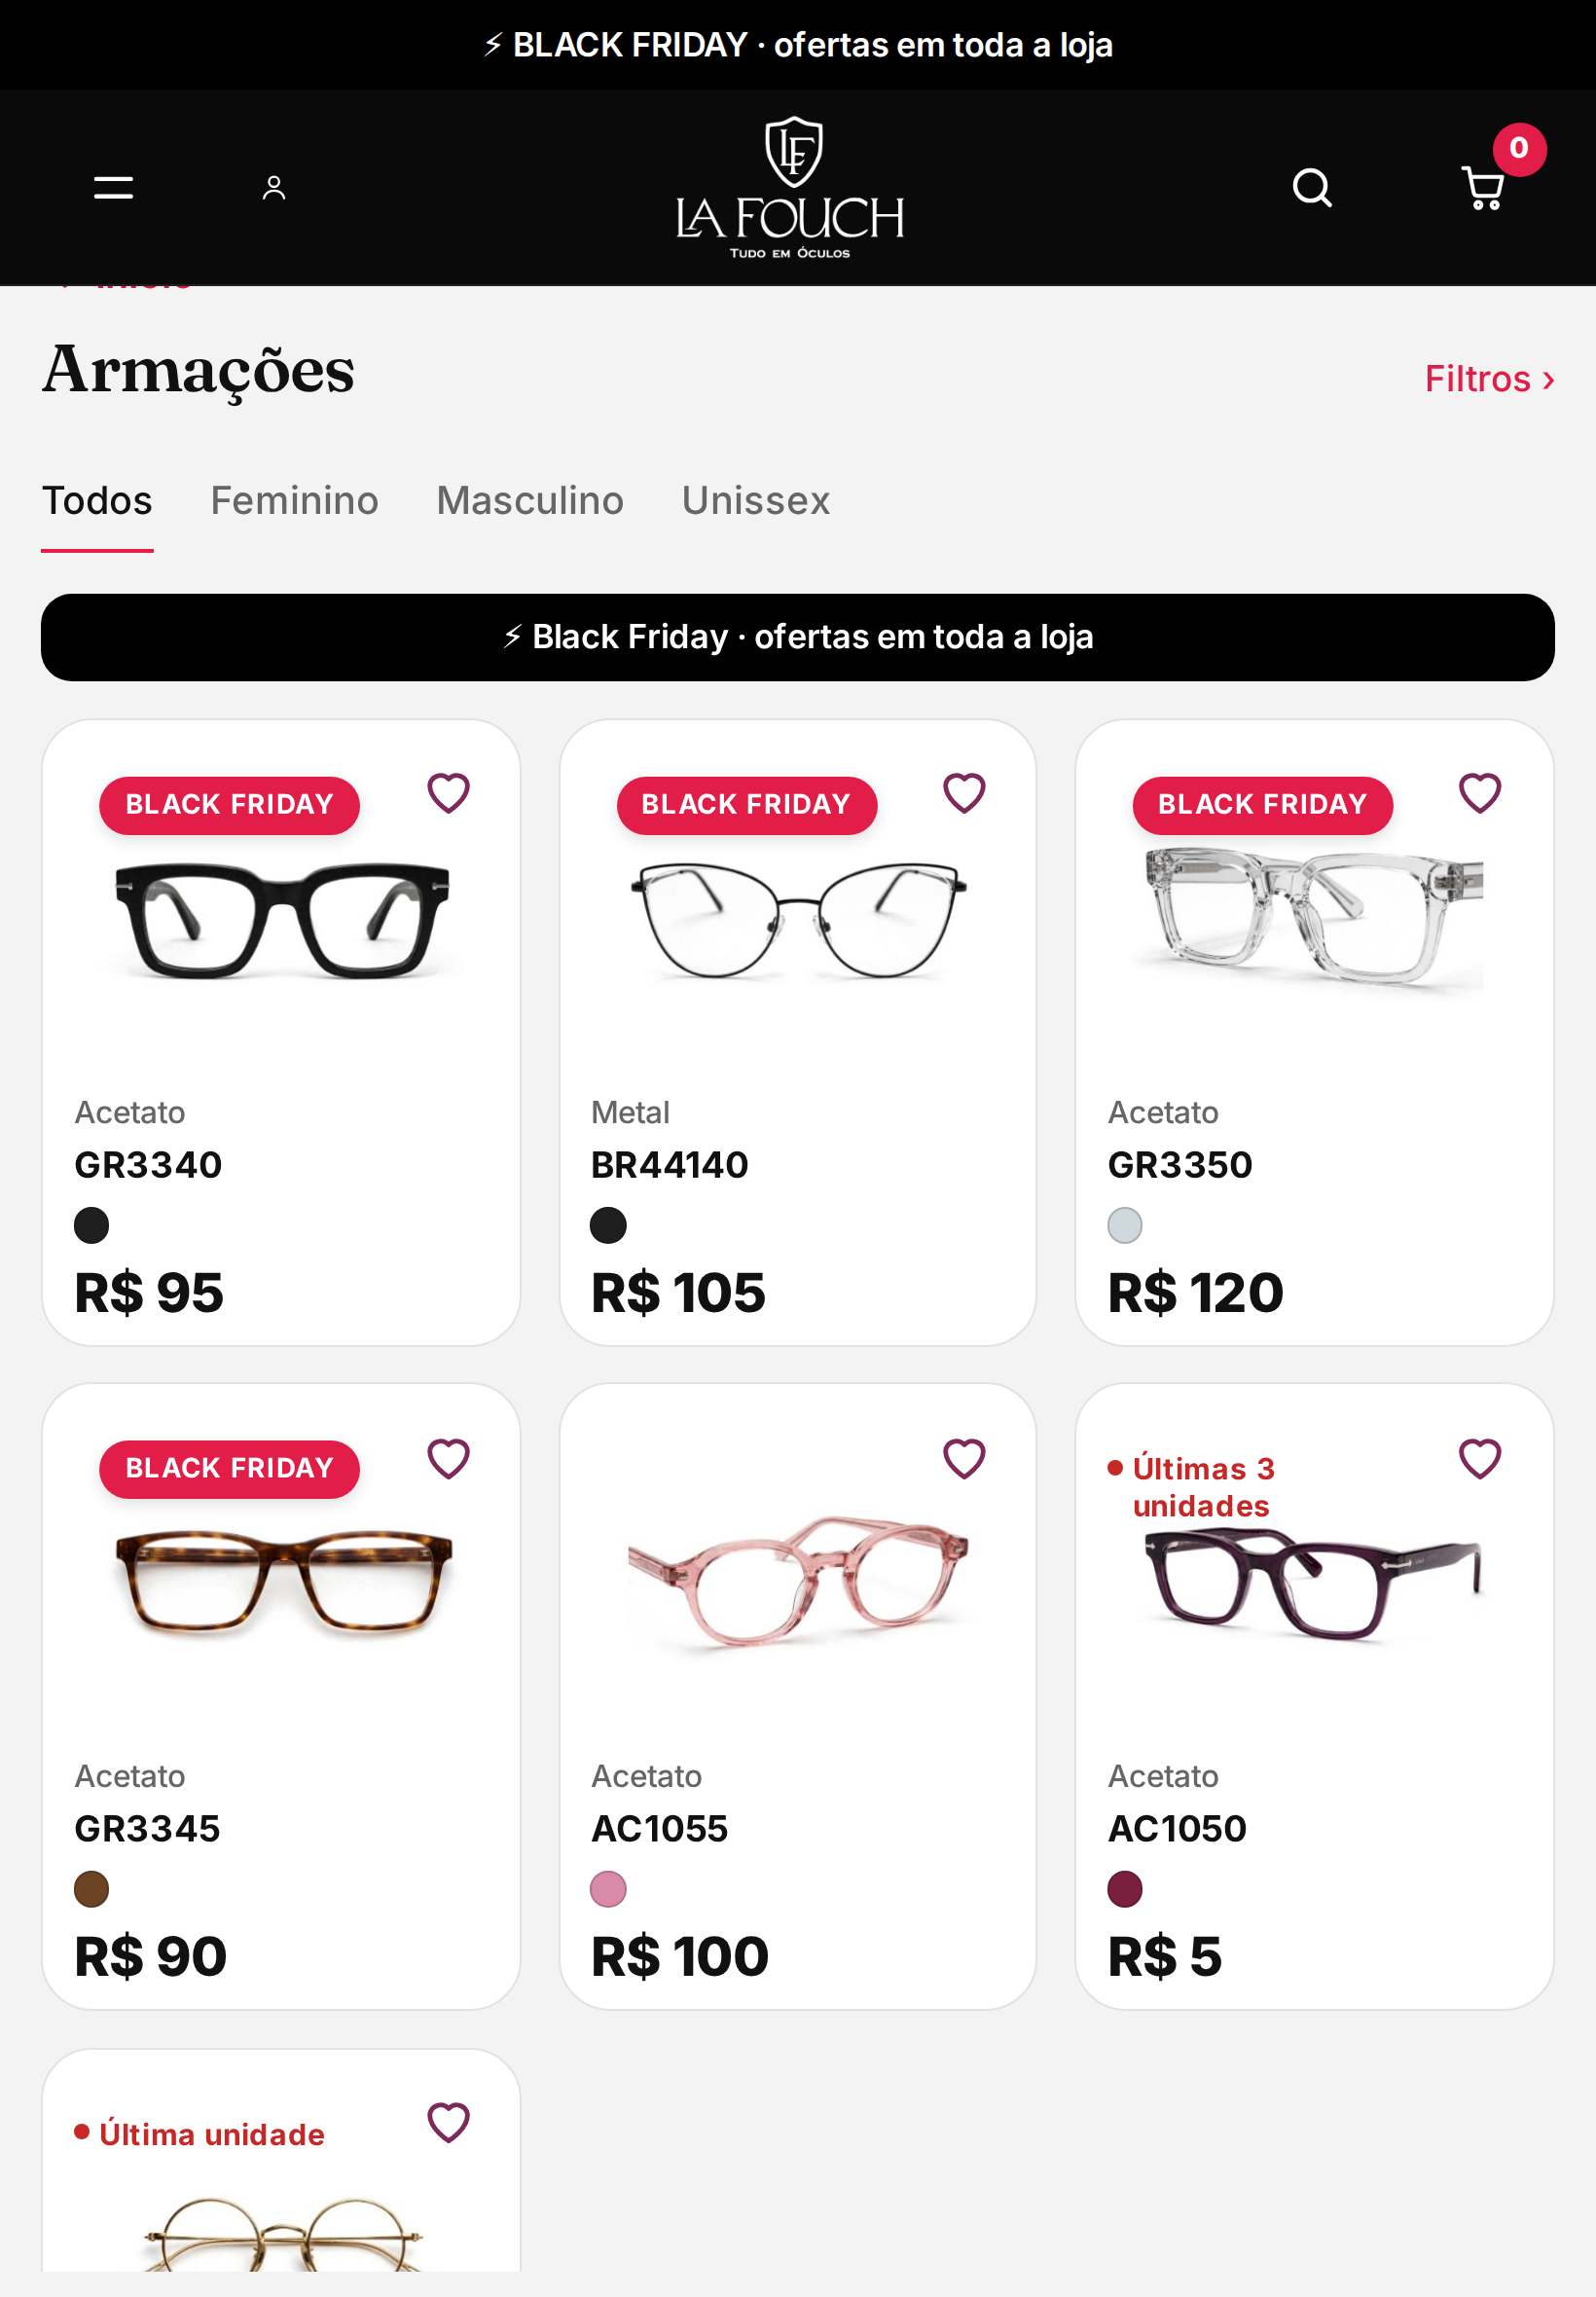 ⚡ BLACK FRIDAY · ofertas em toda a loja
0
LF
LA FOUCH
TUDO EM ÓCULOS
Armações
Filtros ›
Todos Feminino Masculino Unissex
⚡ Black Friday · ofertas em toda a loja
BLACK FRIDAY
Acetato
GR3340
R$ 95
BLACK FRIDAY
Metal
BR44140
R$ 105
BLACK FRIDAY
Acetato
GR3350
R$ 120
BLACK FRIDAY
Acetato
GR3345
R$ 90
Acetato
AC1055
R$ 100
Últimas 3
unidades
Acetato
AC1050
R$ 5
Última unidade